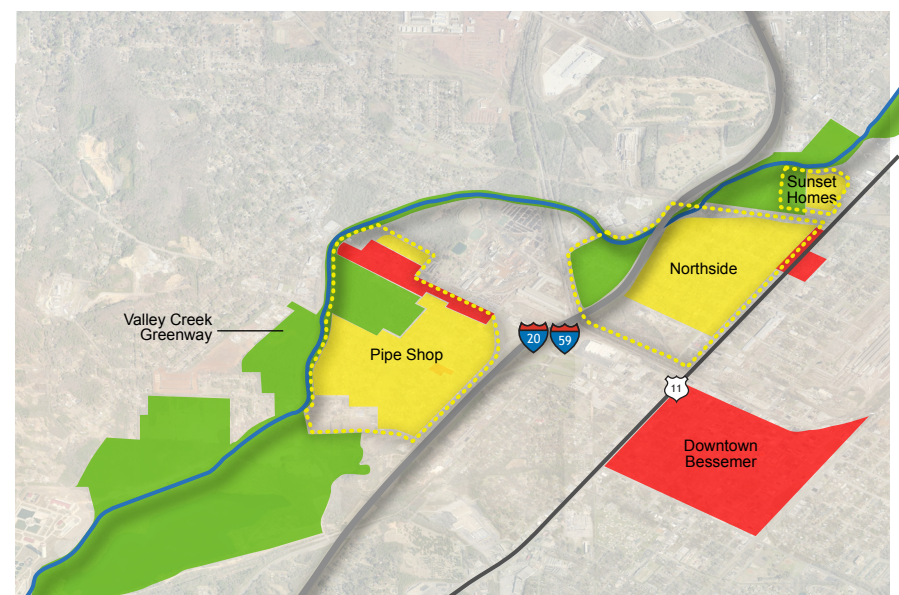 Sunset
Homes
Northside
Valley Creek
Greenway
20
59
Pipe Shop
11
Downtown
Bessemer